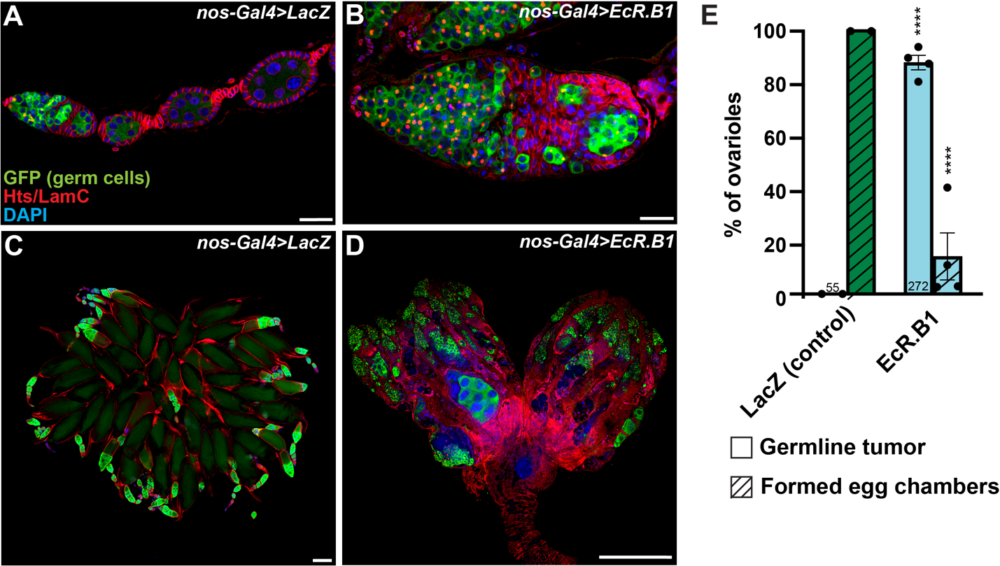 A
nos-Gal4>LacZ
GFP (germ cells)
Hts/LamC
DAPI
B
nos-Gal4>EcR.B1
C
nos-Gal4>LacZ
D
nos-Gal4>EcR.B1
E
% of ovarioles
100
80
60
40
20
0
****
****
55
272
LacZ (control)
EcR.B1
Germline tumor
Formed egg chambers